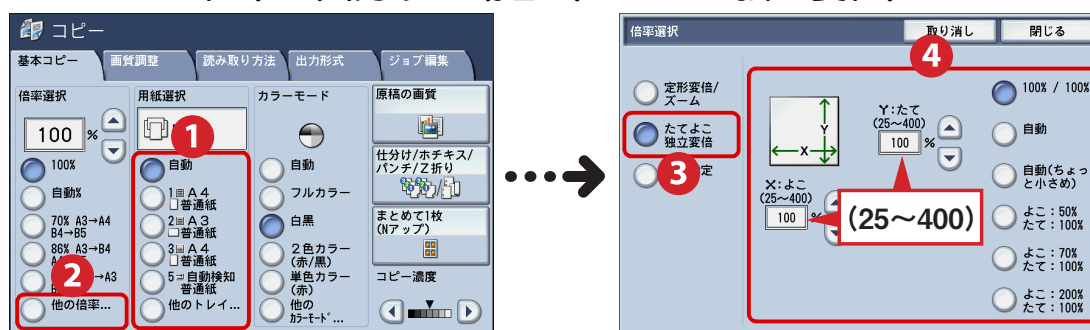 コピー
基本コピー
画質調整
読み取り方法
出力形式
ジョブ編集
倍率選択
100 %
100%
自動%
70% A3→A4
B4→B5
86% A3→B4
→A3
他の倍率...
2
用紙選択
1
自動
1 A4
普通紙
2 A3
普通紙
3 A4
普通紙
5 自動検知
普通紙
他のトレイ...
カラーモード
自動
フルカラー
白黒
2色カラー
(赤/黒)
単色カラー
(赤)
他の
カラーモード...
原稿の画質
仕分け/ホチキス/
パンチ/Z折り
まとめて1枚
(Nアップ)
コピー濃度
倍率選択
取り消し
閉じる
4
定形変倍/
ズーム
たてよこ
独立変倍
3
定
Y
X
Y:たて
(25～400)
100 %
X:よこ
(25～400)
100 %
(25～400)
100% / 100%
自動
自動(ちょっ
と小さめ)
よこ:50%
たて:100%
よこ:70%
たて:100%
よこ:200%
たて:100%